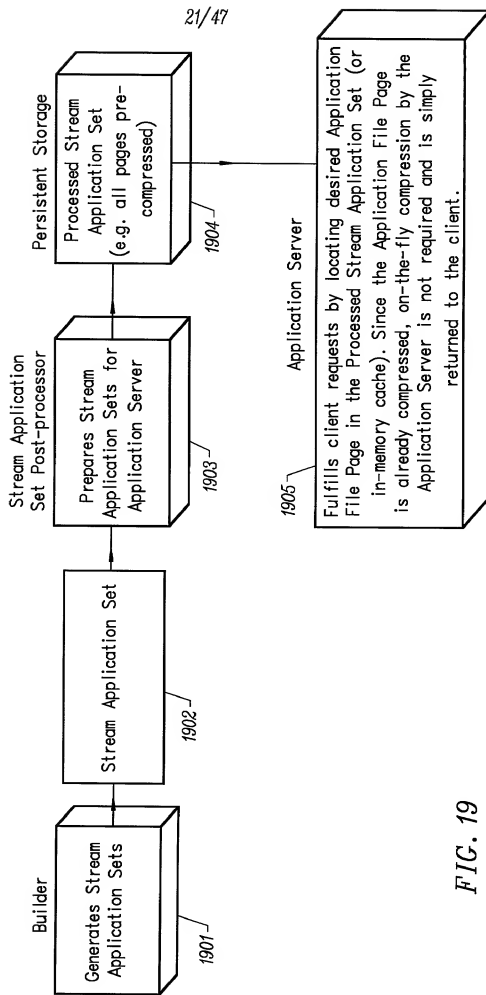 21/47
Builder
Generates Stream
Application Sets
1901
Stream Application Set
1902
Stream Application
Set Post-processor
Prepares Stream
Application Sets for
Application Server
1903
Persistent Storage
Processed Stream
Application Set
(e.g. all pages pre-
compressed)
1904
Application Server
1905
Fulfills client requests by locating desired Application
File Page in the Processed Stream Application Set (or
in-memory cache). Since the Application File Page
is already compressed, on-the-fly compression by the
Application Server is not required and is simply
returned to the client.
FIG. 19